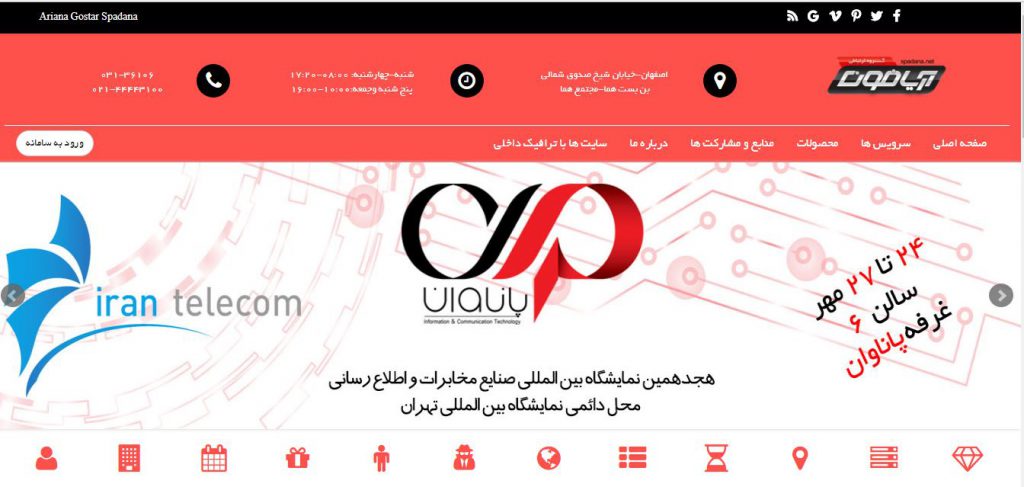 Ariana Gostar Spadana
spadana.net
گستره ارتباطی
آریافون
اصفهان-خیابان شیخ صدوق شمالی
بن بست هما-مجتمع هما
شنبه-چهارشنبه: ۰۸:۰۰-۱۷:۲۰
پنج شنبه وجمعه: ۱۰:۰۰-۱۶:۰۰
۰۳۱-۳۶۱۰۶
۰۲۱-۴۴۴۴۳۱۰۰
صفحه اصلی
سرویس ها
محصولات
منابع و مشارکت ها
درباره ما
سایت ها با ترافیک داخلی
ورود به سامانه
iran telecom
پاناوان
Information & Communication Technology
۲۴ تا ۲۷ مهر
سالن ۶
غرفه پاناوان
هجدهمین نمایشگاه بین المللی صنایع مخابرات و اطلاع رسانی
محل دائمی نمایشگاه بین المللی تهران